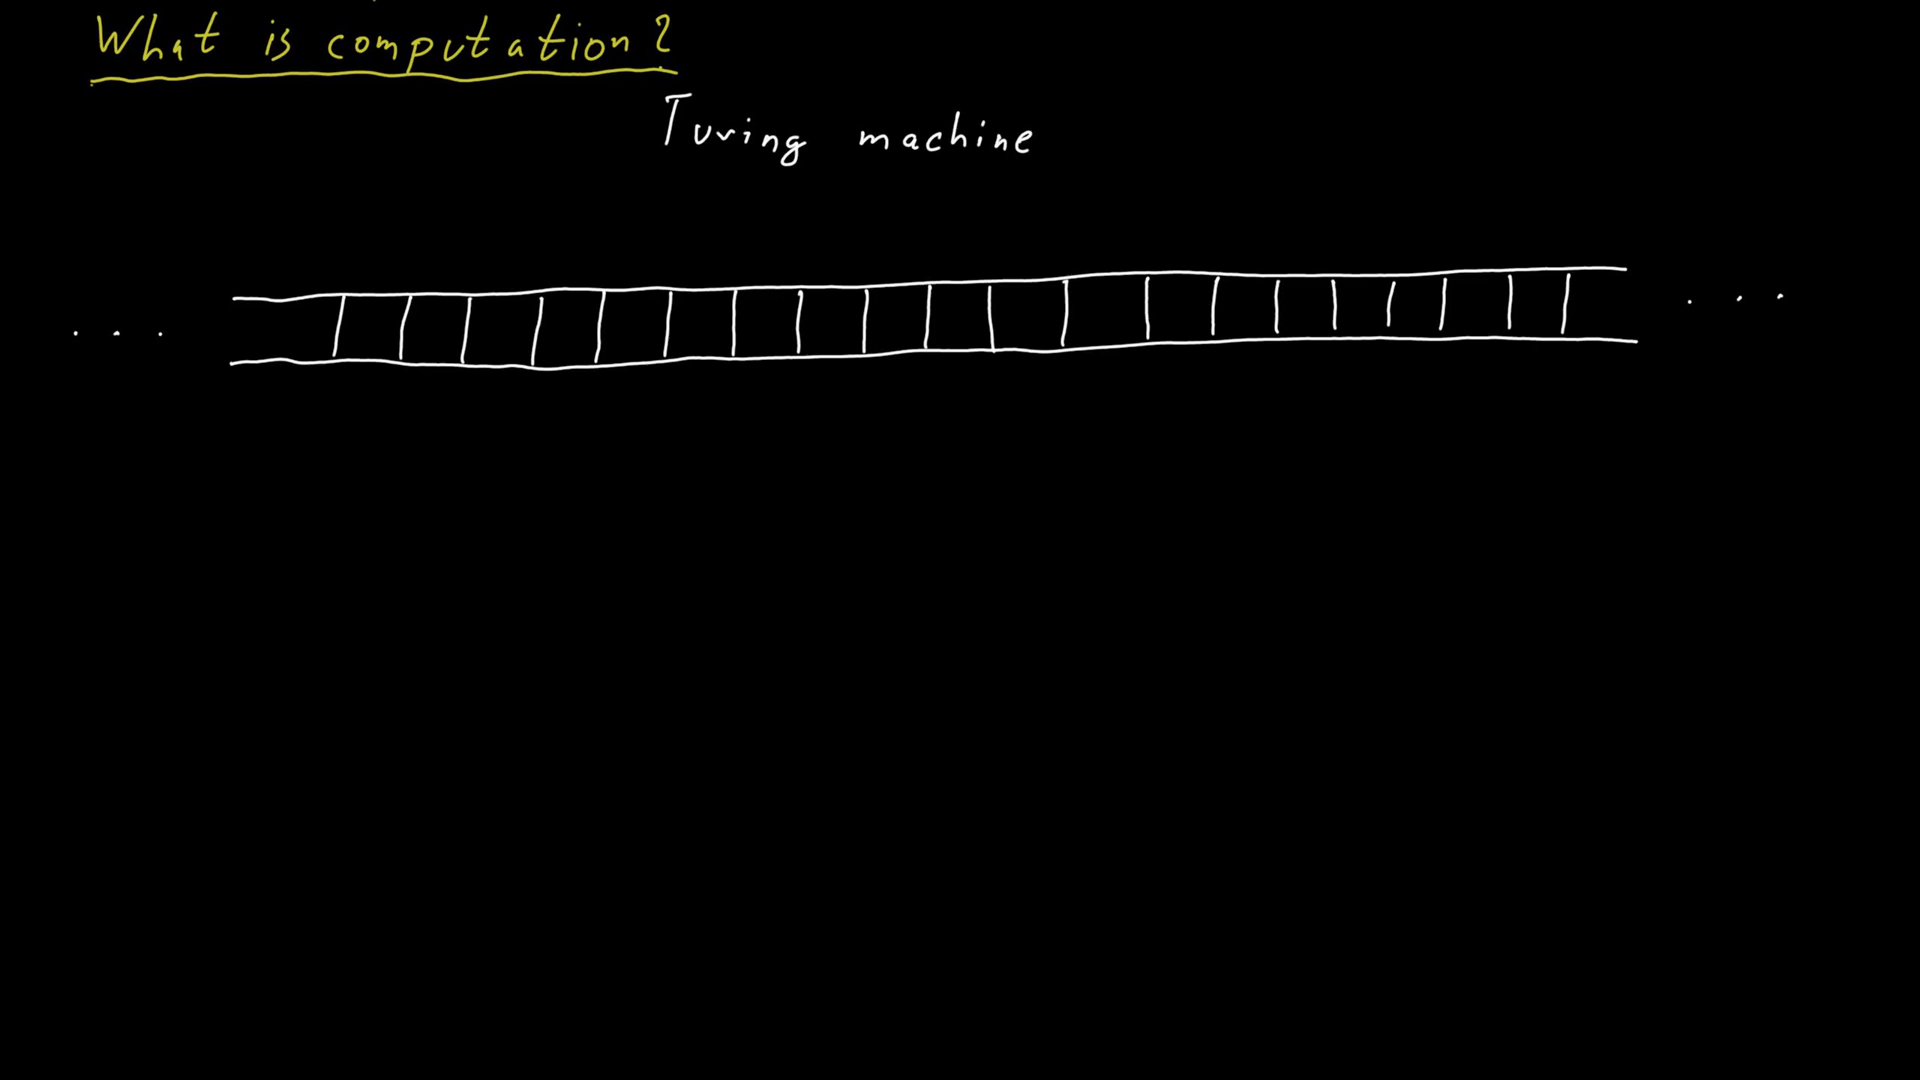 What is computation?
Turing machine
. . . . . .